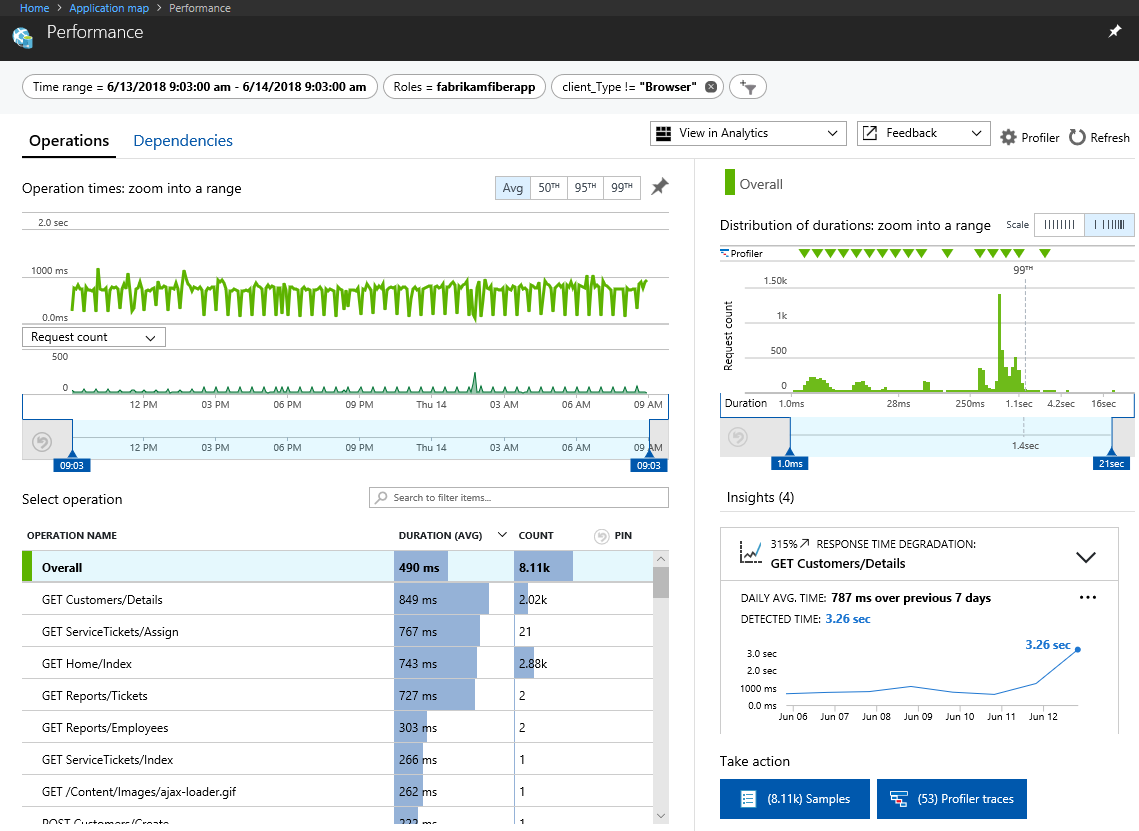 Home > Application map > Performance
Performance
Time range = 6/13/2018 9:03:00 am - 6/14/2018 9:03:00 am
Roles = fabrikamfiberapp
client_Type != "Browser"
Operations
Dependencies
View in Analytics
Feedback
Profiler
Refresh
Operation times: zoom into a range
Avg
50TH
95TH
99TH
2.0 sec
1000 ms
0.0ms
Request count
500
0
12 PM
03 PM
06 PM
09 PM
Thu 14
03 AM
06 AM
09 AM
12 PM
03 PM
06 PM
09 PM
Thu 14
03 AM
06 AM
09 AM
09:03
09:03
Select operation
Search to filter items...
OPERATION NAME DURATION (AVG) COUNT PIN
Overall 490 ms 8.11k
GET Customers/Details 849 ms 2.02k
GET ServiceTickets/Assign 767 ms 21
GET Home/Index 743 ms 2.88k
GET Reports/Tickets 727 ms 2
GET Reports/Employees 303 ms 2
GET ServiceTickets/Index 266 ms 1
GET /Content/Images/ajax-loader.gif 262 ms 1
POST Customers/Create 222 ms 1
Overall
Distribution of durations: zoom into a range
Scale
Profiler
99TH
Request count
1.50k
1k
500
0
Duration
1.0ms
28ms
250ms
1.1sec
4.2sec
16sec
1.4sec
1.0ms
21sec
Insights (4)
315% RESPONSE TIME DEGRADATION:
GET Customers/Details
DAILY AVG. TIME: 787 ms over previous 7 days
DETECTED TIME: 3.26 sec
3.26 sec
3.0 sec
2.0 sec
1000 ms
0.0 ms
Jun 06
Jun 07
Jun 08
Jun 09
Jun 10
Jun 11
Jun 12
Take action
(8.11k) Samples
(53) Profiler traces